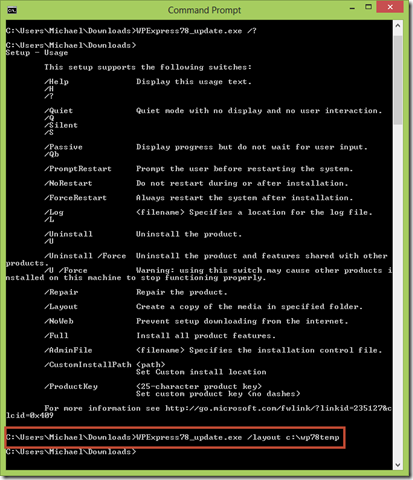 Command Prompt
C:\Users\Michael\Downloads>WPExpress78_update.exe /?
C:\Users\Michael\Downloads>
Setup - Usage
This setup supports the following switches:
/Help Display this usage text.
/H
/?
/Quiet Quiet mode with no display and no user interaction.
/Q
/Silent
/S
/Passive Display progress but do not wait for user input.
/Qb
/PromptRestart Prompt the user before restarting the system.
/NoRestart Do not restart during or after installation.
/ForceRestart Always restart the system after installation.
/Log <filename> Specifies a location for the log file.
/L
/Uninstall Uninstall the product.
/U
/Uninstall /Force Uninstall the product and features shared with other
products.
/U /Force Warning: using this switch may cause other products i
nstalled on this machine to stop functioning properly.
/Repair Repair the product.
/Layout Create a copy of the media in specified folder.
/NoWeb Prevent setup downloading from the internet.
/Full Install all product features.
/AdminFile <filename> Specifies the installation control file.
/CustomInstallPath <path>
Set Custom install location
/ProductKey <25-character product key>
Set custom product key (no dashes)
For more information see http://go.microsoft.com/fwlink/?linkid=235127&c
lcid=0x409
C:\Users\Michael\Downloads>WPExpress78_update.exe /layout c:\wp78temp
C:\Users\Michael\Downloads>